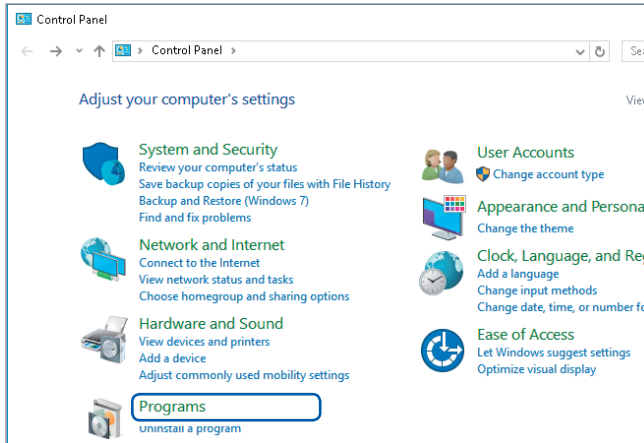 Control Panel
Control Panel
Adjust your computer's settings
System and Security
Review your computer's status
Save backup copies of your files with File History
Backup and Restore (Windows 7)
Find and fix problems
Network and Internet
Connect to the Internet
View network status and tasks
Choose homegroup and sharing options
Hardware and Sound
View devices and printers
Add a device
Adjust commonly used mobility settings
Programs
Uninstall a program
User Accounts
Change account type
Appearance and
Change the theme
Clock, Language, and
Add a language
Change input methods
Change date, time, or number
Ease of Access
Let Windows suggest settings
Optimize visual display